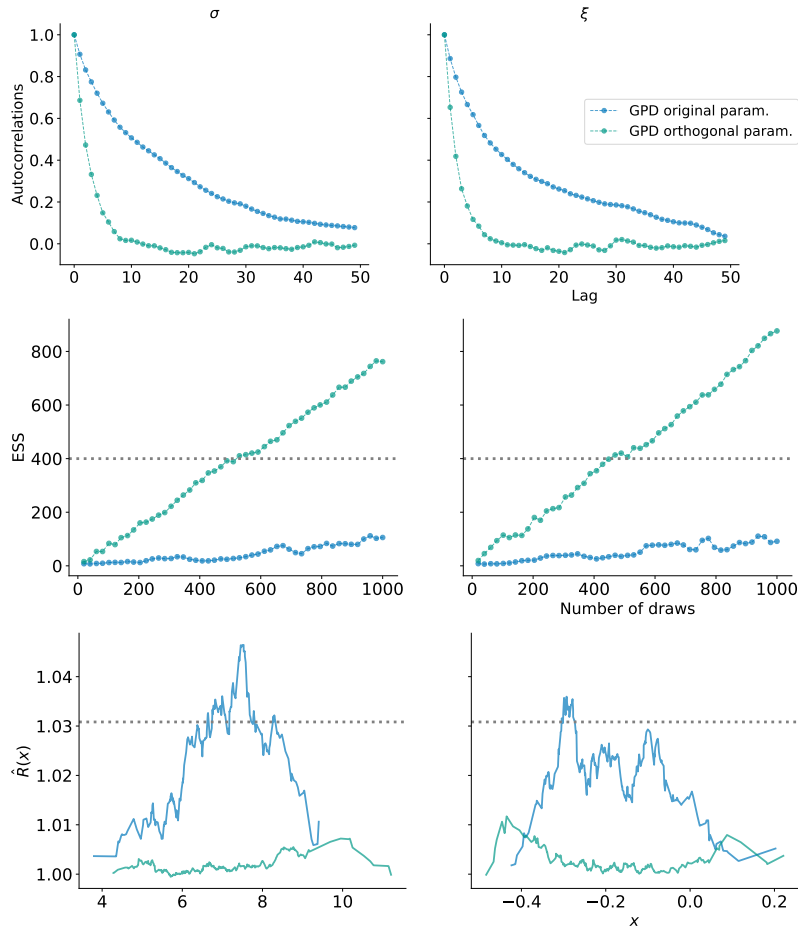 σ ξ
1.0
0.8
0.6
0.4
0.2
0.0
Autocorrelations
GPD original param.
GPD orthogonal param.
0 10 20 30 40 50 0 10 20 30 40 50
Lag
800
600
400
200
0
ESS
0 200 400 600 800 1000 0 200 400 600 800 1000
Number of draws
1.04
1.03
1.02
1.01
1.00
R̂(x)
4 6 8 10 −0.4 −0.2 0.0 0.2
x